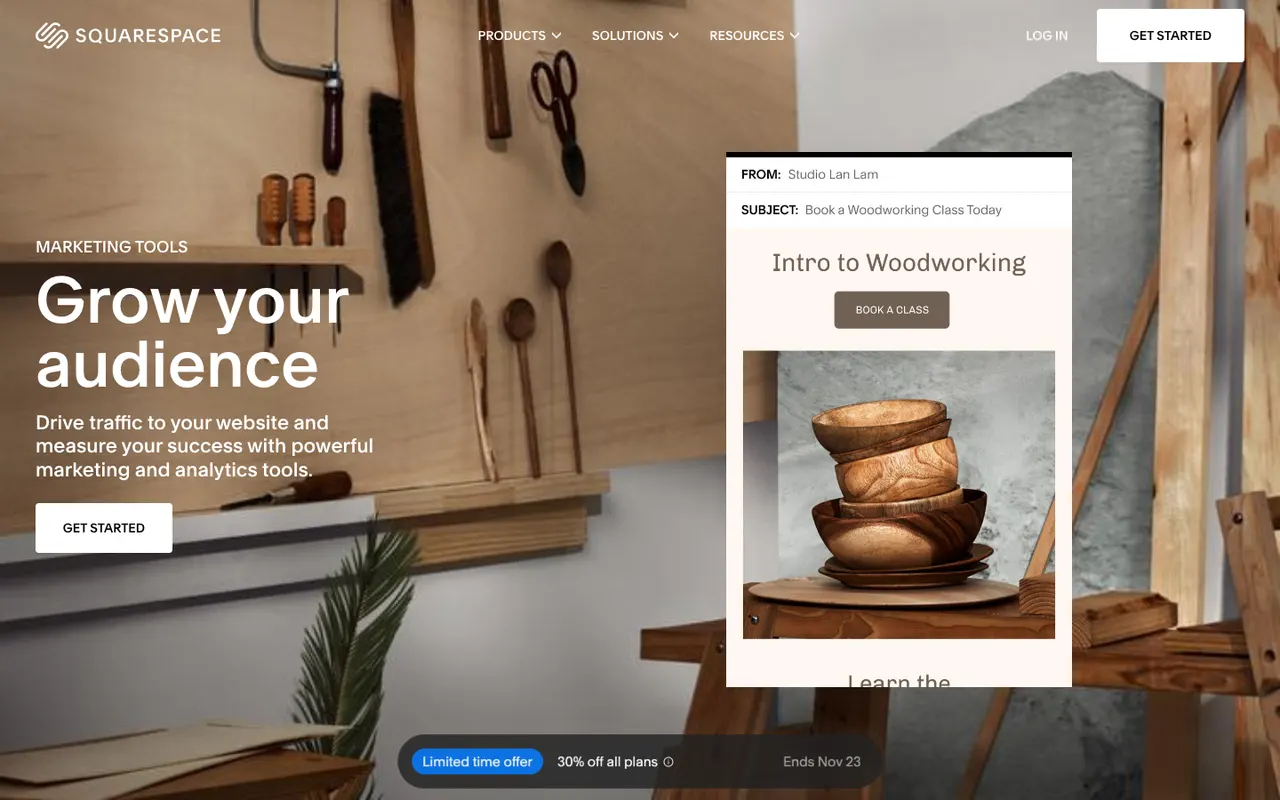 SQUARESPACE
PRODUCTS
SOLUTIONS
RESOURCES
LOG IN
GET STARTED
MARKETING TOOLS
Grow your
audience
Drive traffic to your website and
measure your success with powerful
marketing and analytics tools.
GET STARTED
FROM: Studio Lan Lam
SUBJECT: Book a Woodworking Class Today
Intro to Woodworking
BOOK A CLASS
Learn the
Limited time offer
30% off all plans
Ends Nov 23